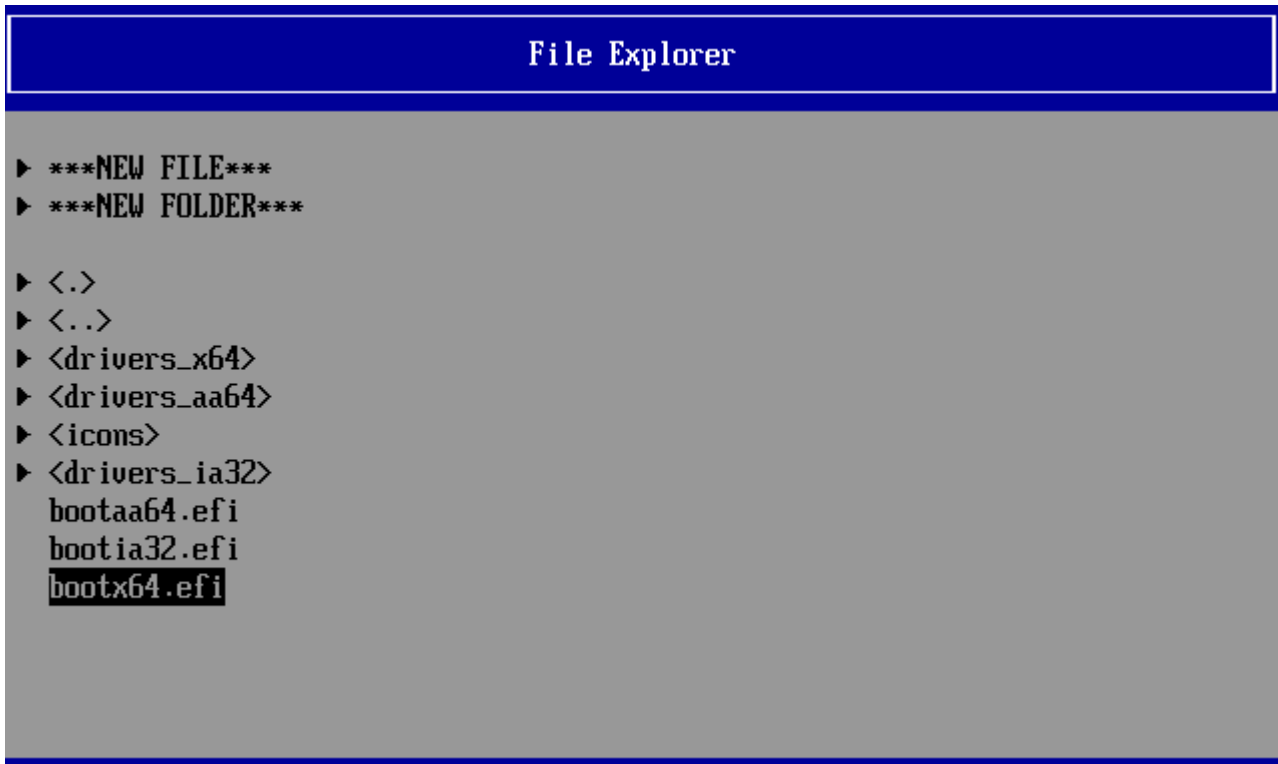 File Explorer
***NEW FILE***
***NEW FOLDER***
<.>
<..>
<drivers_x64>
<drivers_aa64>
<icons>
<drivers_ia32>
bootaa64.efi
bootia32.efi
bootx64.efi